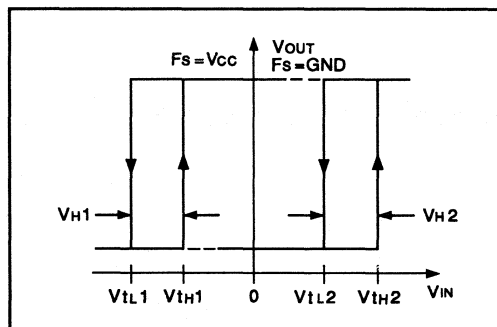 VOUT
Fs=VCC Fs=GND
VH1 VH2
VtL1 VtH1 0 VtL2 VtH2 VIN